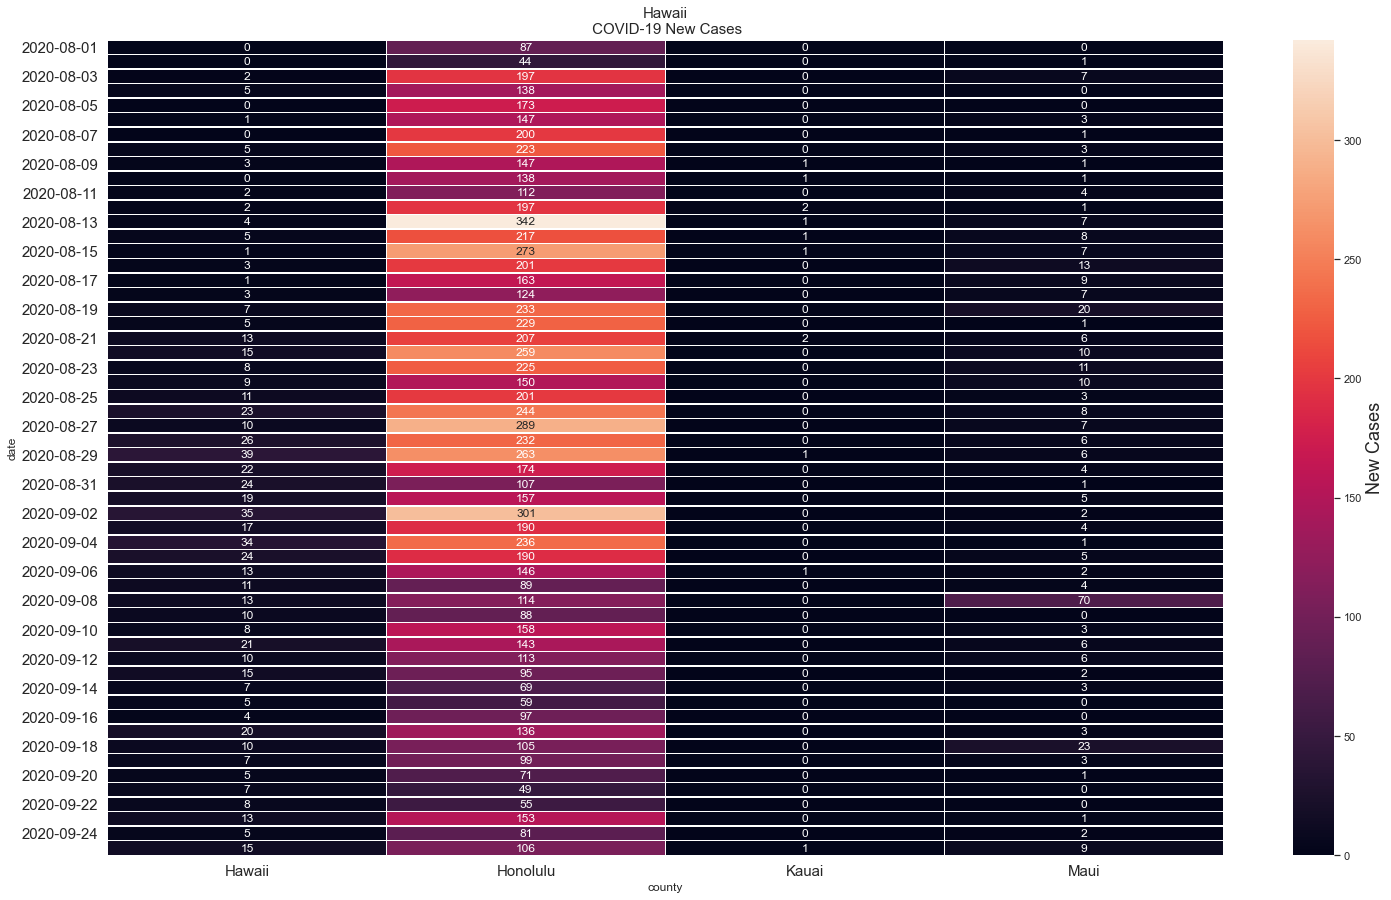 Hawaii
COVID-19 New Cases
2020-08-01 0 87 0 0
0 44 0 1
2020-08-03 2 197 0 7
5 138 0 0
2020-08-05 0 173 0 0
1 147 0 3
2020-08-07 0 200 0 1
5 223 0 3
2020-08-09 3 147 1 1
0 138 1 1
2020-08-11 2 112 0 4
2 197 2 1
2020-08-13 4 342 1 7
5 217 1 8
2020-08-15 1 273 1 7
3 201 0 13
2020-08-17 1 163 0 9
3 124 0 7
2020-08-19 7 233 0 20
5 229 0 1
2020-08-21 13 207 2 6
15 259 0 10
2020-08-23 8 225 0 11
9 150 0 10
2020-08-25 11 201 0 3
23 244 0 8
2020-08-27 10 289 0 7
26 232 0 6
2020-08-29 39 263 1 6
22 174 0 4
2020-08-31 24 107 0 1
19 157 0 5
2020-09-02 35 301 0 2
17 190 0 4
2020-09-04 34 236 0 1
24 190 0 5
2020-09-06 13 146 1 2
11 89 0 4
2020-09-08 13 114 0 70
10 88 0 0
2020-09-10 8 158 0 3
21 143 0 6
2020-09-12 10 113 0 6
15 95 0 2
2020-09-14 7 69 0 3
5 59 0 0
2020-09-16 4 97 0 0
20 136 0 3
2020-09-18 10 105 0 23
7 99 0 3
2020-09-20 5 71 0 1
7 49 0 0
2020-09-22 8 55 0 0
13 153 0 1
2020-09-24 5 81 0 2
15 106 1 9
Hawaii Honolulu Kauai Maui
county
date
300
250
200
150
100
50
0
New Cases